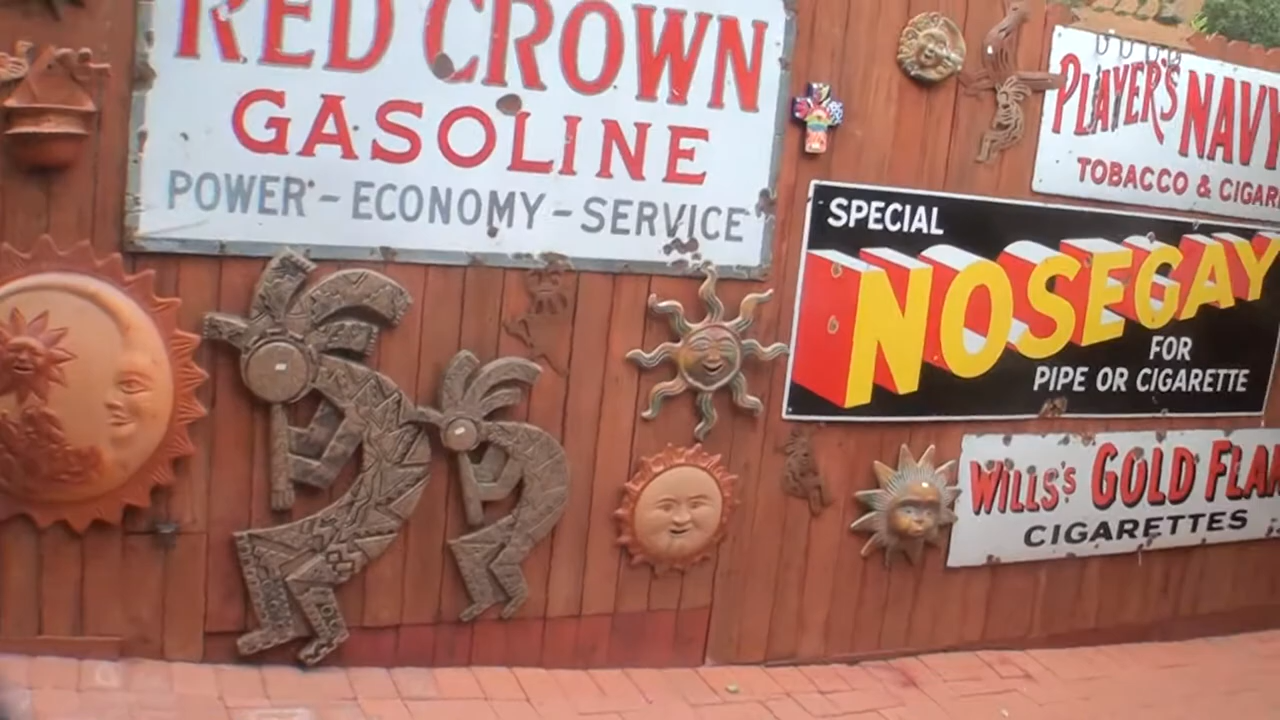 RED CROWN
GASOLINE
POWER - ECONOMY - SERVICE
PLAYER'S NAVY
TOBACCO & CIGAR
SPECIAL
NOSEGAY
FOR
PIPE OR CIGARETTE
WILLS'S GOLD FLA
CIGARETTES